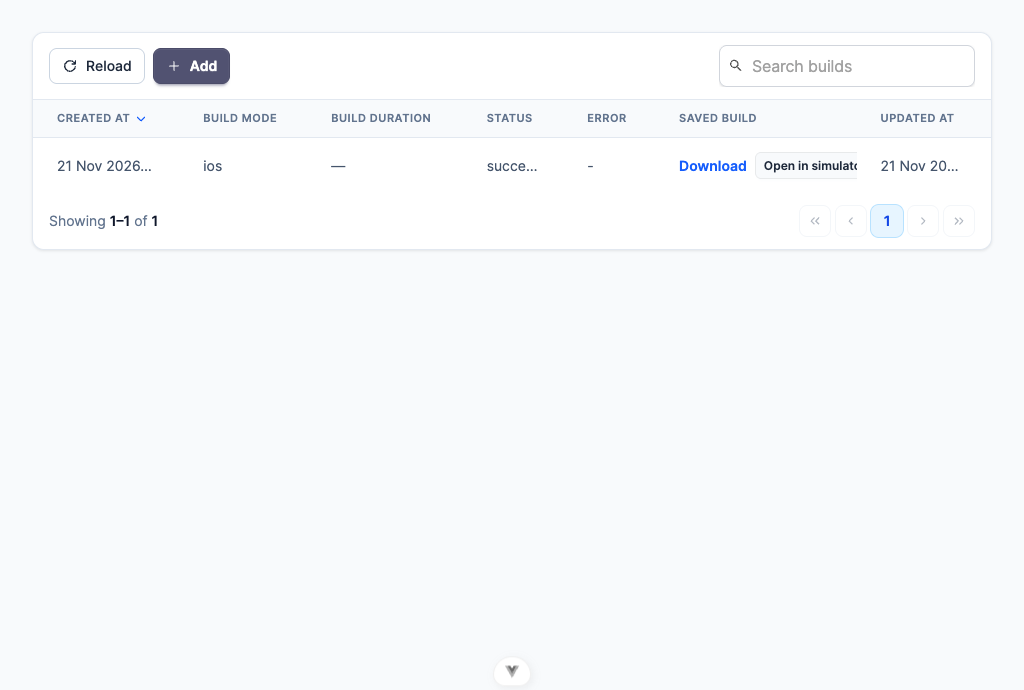 Reload
Add
Search builds
CREATED AT
BUILD MODE
BUILD DURATION
STATUS
ERROR
SAVED BUILD
UPDATED AT
21 Nov 2026...
ios
—
succe...
-
Download
Open in simulato
21 Nov 20...
Showing 1–1 of 1
« ‹ 1 › »